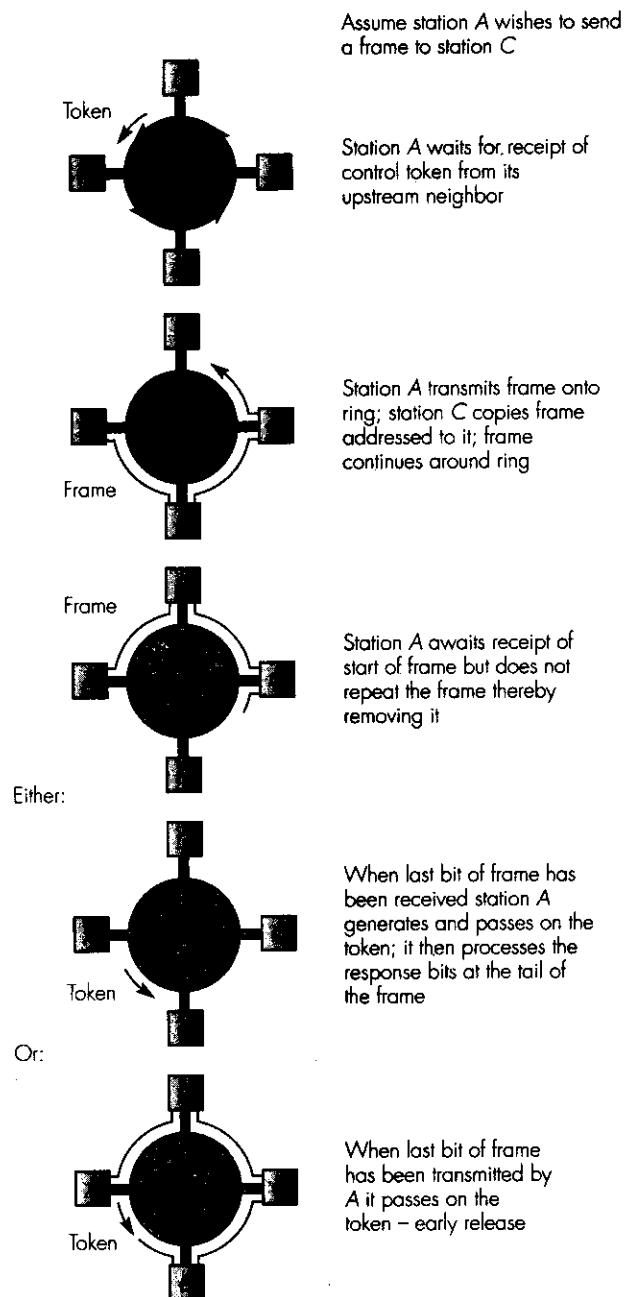 Assume station A wishes to send
a frame to station C
Token
Station A waits for receipt of
control token from its
upstream neighbor
Station A transmits frame onto
ring; station C copies frame
addressed to it; frame
continues around ring
Frame
Frame
Station A awaits receipt of
start of frame but does not
repeat the frame thereby
removing it
Either:
When last bit of frame has
been received station A
generates and passes on the
token; it then processes the
response bits at the tail of
the frame
Token
Or:
When last bit of frame
has been transmitted by
A it passes on the
token – early release
Token